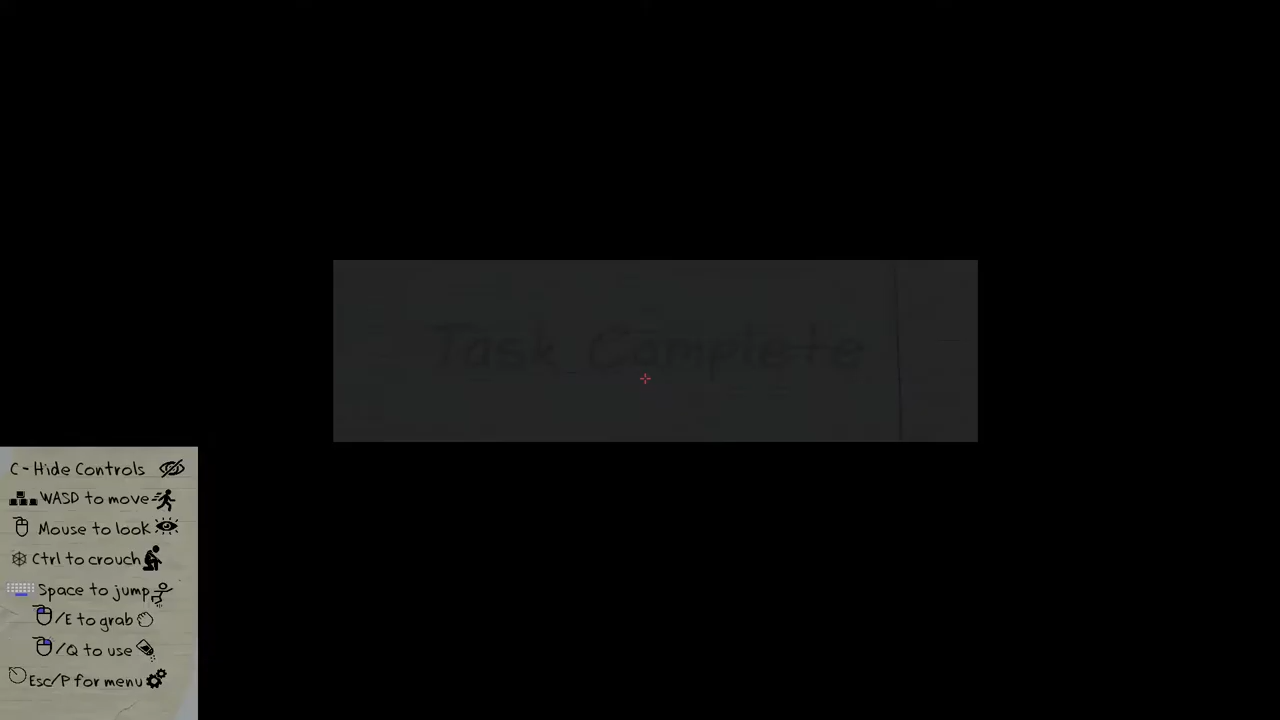 Task Complete
C - Hide Controls
WASD to move
Mouse to look
Ctrl to crouch
Space to jump
/E to grab
/Q to use
Esc/P for menu